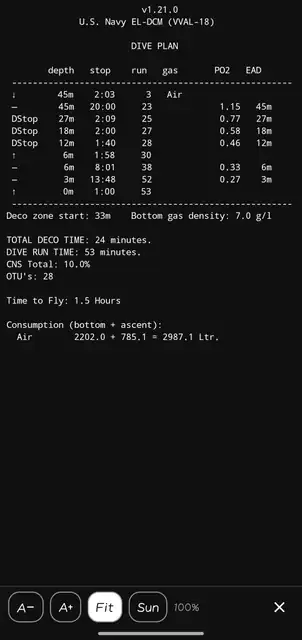 v1.21.0
U.S. Navy EL-DCM (VVAL-18)
DIVE PLAN
depth stop run gas PO2 EAD
↓ 45m 2:03 3 Air
– 45m 20:00 23 1.15 45m
DStop 27m 2:09 25 0.77 27m
DStop 18m 2:00 27 0.58 18m
DStop 12m 1:40 28 0.46 12m
↑ 6m 1:58 30
– 6m 8:01 38 0.33 6m
– 3m 13:48 52 0.27 3m
↑ 0m 1:00 53
Deco zone start: 33m Bottom gas density: 7.0 g/l
TOTAL DECO TIME: 24 minutes.
DIVE RUN TIME: 53 minutes.
CNS Total: 10.0%
OTU's: 28
Time to Fly: 1.5 Hours
Consumption (bottom + ascent):
Air 2202.0 + 785.1 = 2987.1 Ltr.
A- A+ Fit Sun 100% ×